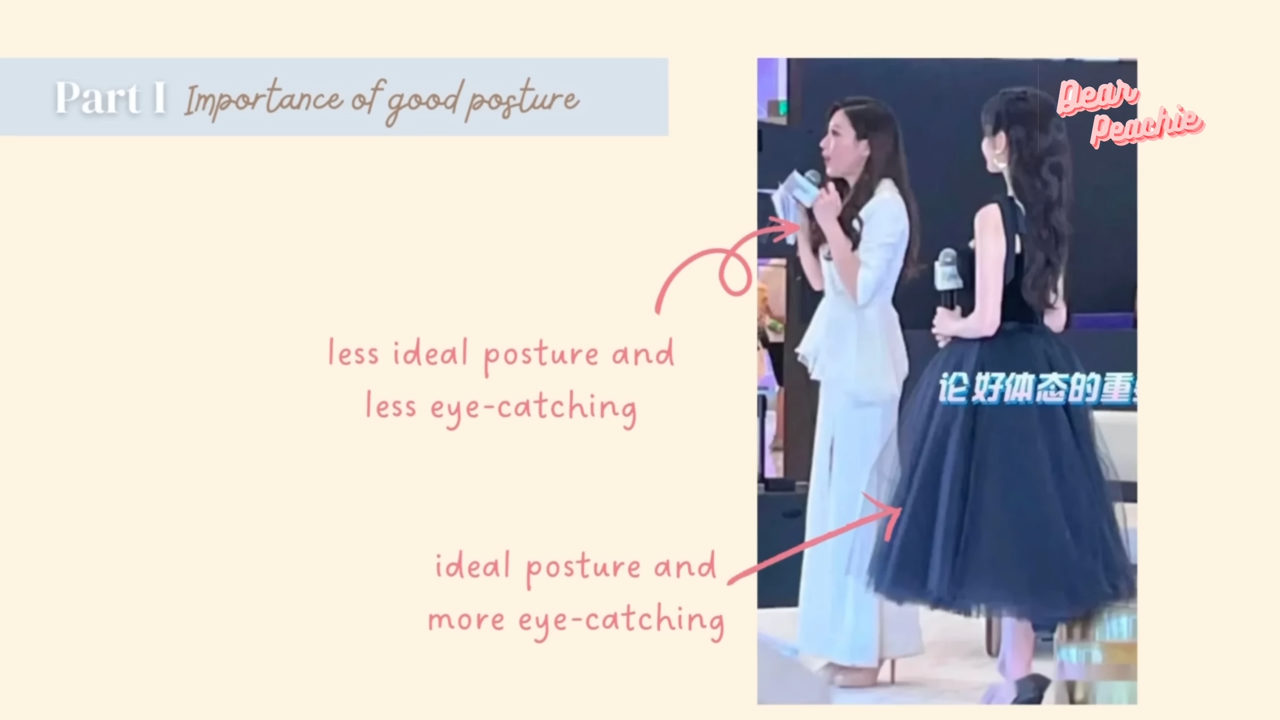 Part I Importance of good posture
Dear
Peachie
less ideal posture and
less eye-catching
论好体态的重
ideal posture and
more eye-catching